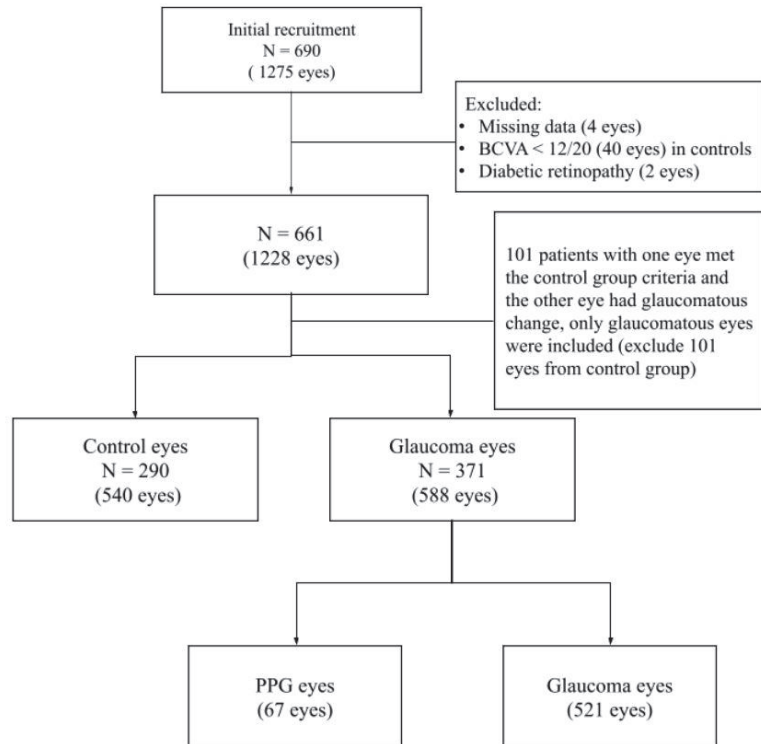 Initial recruitment
N = 690
( 1275 eyes)
Excluded:
• Missing data (4 eyes)
• BCVA < 12/20 (40 eyes) in controls
• Diabetic retinopathy (2 eyes)
N = 661
(1228 eyes)
101 patients with one eye met
the control group criteria and
the other eye had glaucomatous
change, only glaucomatous eyes
were included (exclude 101
eyes from control group)
Control eyes
N = 290
(540 eyes)
Glaucoma eyes
N = 371
(588 eyes)
PPG eyes
(67 eyes)
Glaucoma eyes
(521 eyes)